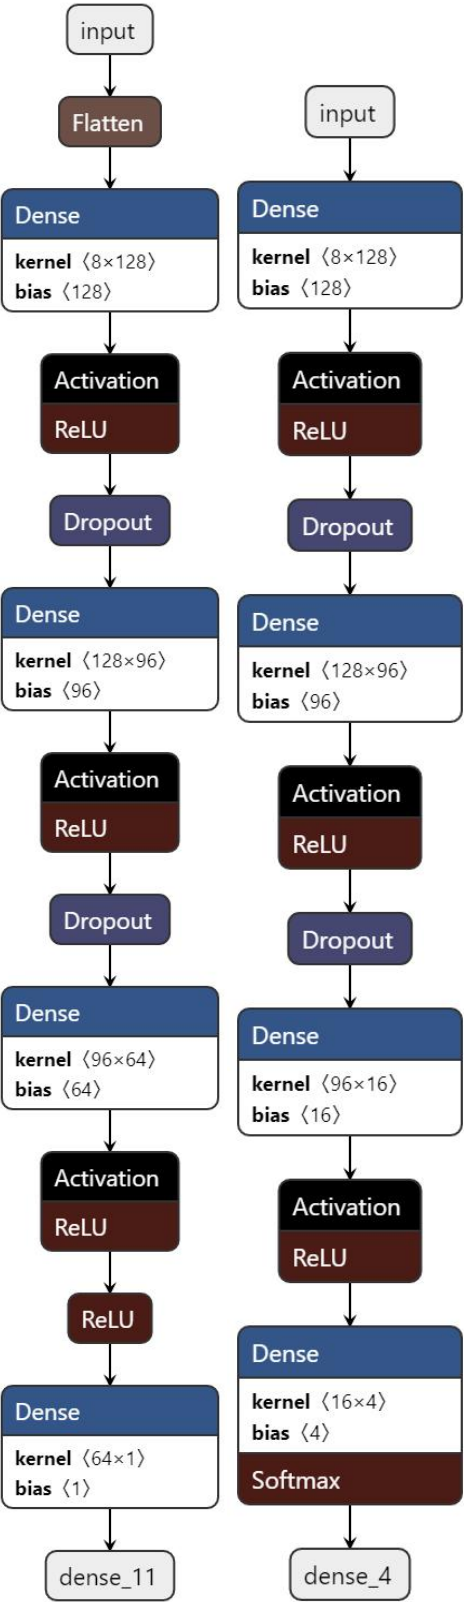 input
Flatten
Dense
kernel 〈8×128〉
bias 〈128〉
Activation
ReLU
Dropout
Dense
kernel 〈128×96〉
bias 〈96〉
Activation
ReLU
Dropout
Dense
kernel 〈96×64〉
bias 〈64〉
Activation
ReLU
ReLU
Dense
kernel 〈64×1〉
bias 〈1〉
dense_11
input
Dense
kernel 〈8×128〉
bias 〈128〉
Activation
ReLU
Dropout
Dense
kernel 〈128×96〉
bias 〈96〉
Activation
ReLU
Dropout
Dense
kernel 〈96×16〉
bias 〈16〉
Activation
ReLU
Dense
kernel 〈16×4〉
bias 〈4〉
Softmax
dense_4